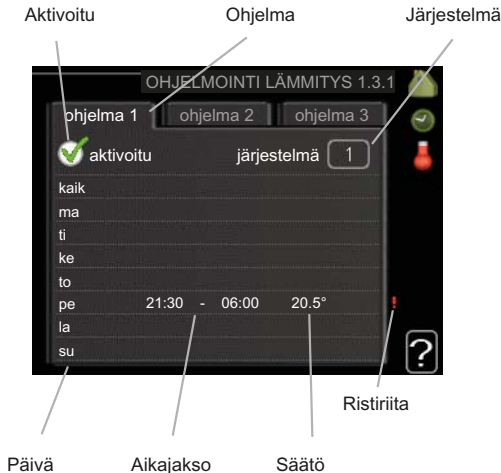 Aktivoitu Ohjelma Järjestelmä
OHJELMOINTI LÄMMITYS 1.3.1
ohjelma 1 ohjelma 2 ohjelma 3
aktivoitu järjestelmä 1
kaik
ma
ti
ke
to
pe 21:30 - 06:00 20.5° !
la
su
?
Ristiriita
Päivä Aikajakso Säätö